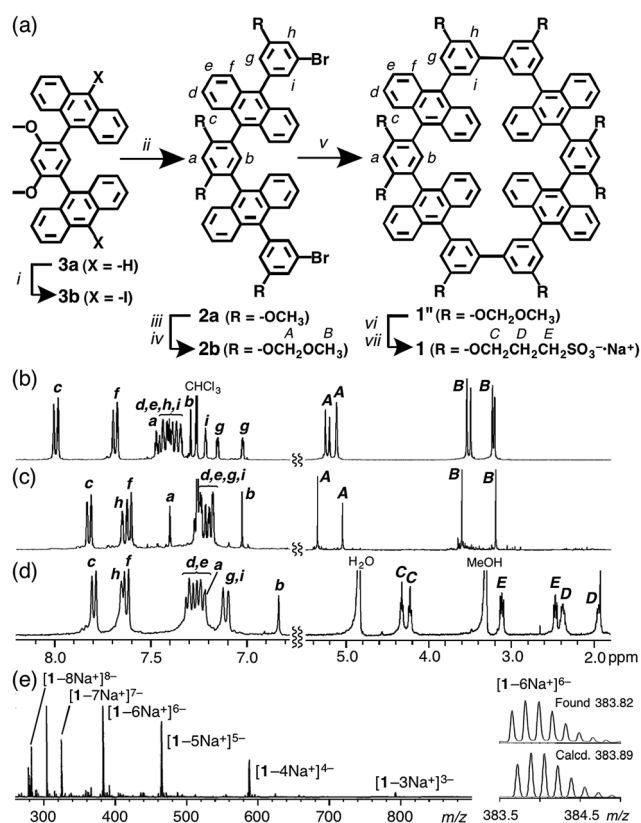 (a)
R
h
g
Br
i
e
f
d
c
R
a
b
R
Br
R
X
O
O
X
i
ii
3a (X = -H)
3b (X = -I)
iii
iv
2a (R = -OCH3)
A B
2b (R = -OCH2OCH3)
v
R R
h
g
i
e
f
d
c
R
R
a
b
R
R
R R
vi
vii
1" (R = -OCH2OCH3)
C D E
1 (R = -OCH2CH2CH2SO3–•Na+)
(b)
c f d,e,h,i a b CHCl3 i g g A A B B
(c)
c h f a d,e,g,i b A A B B
(d)
c h f d,e a g,i b H2O C C MeOH E E D D
8.0 7.5 7.0 5.0 4.0 3.0 2.0 ppm
(e)
[1–8Na+]8–
[1–7Na+]7–
[1–6Na+]6–
[1–5Na+]5–
[1–4Na+]4–
[1–3Na+]3–
300 400 500 600 700 800 m/z
[1–6Na+]6–
Found 383.82
Calcd. 383.89
383.5 384.5 m/z